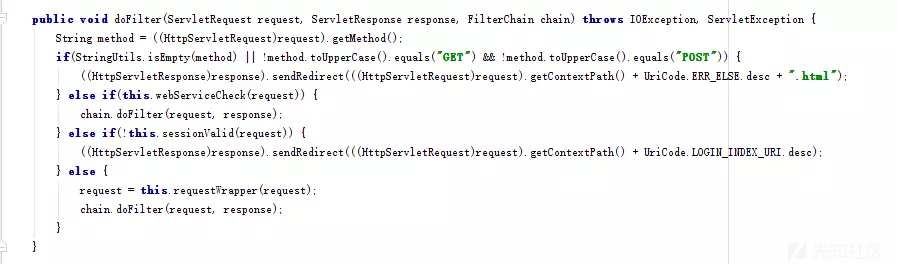 public void doFilter(ServletRequest request, ServletResponse response, FilterChain chain) throws IOException, ServletException {
    String method = ((HttpServletRequest)request).getMethod();
    if(StringUtils.isEmpty(method) || !method.toUpperCase().equals("GET") && !method.toUpperCase().equals("POST")) {
        ((HttpServletResponse)response).sendRedirect(((HttpServletRequest)request).getContextPath() + UriCode.ERR_ELSE.desc + ".html");
    } else if(this.webServiceCheck(request)) {
        chain.doFilter(request, response);
    } else if(!this.sessionValid(request)) {
        ((HttpServletResponse)response).sendRedirect(((HttpServletRequest)request).getContextPath() + UriCode.LOGIN_INDEX_URI.desc);
    } else {
        request = this.requestWrapper(request);
        chain.doFilter(request, response);
    }
}
先知社区